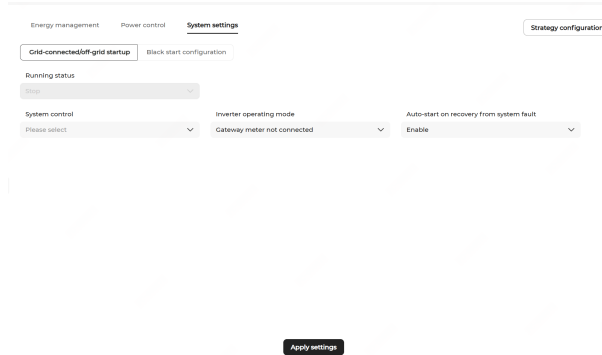 Energy management Power control System settings
Strategy configuration
Grid-connected/off-grid startup Black start configuration
Running status
Stop
System control Inverter operating mode Auto-start on recovery from system fault
Please select Gateway meter not connected Enable
Apply settings